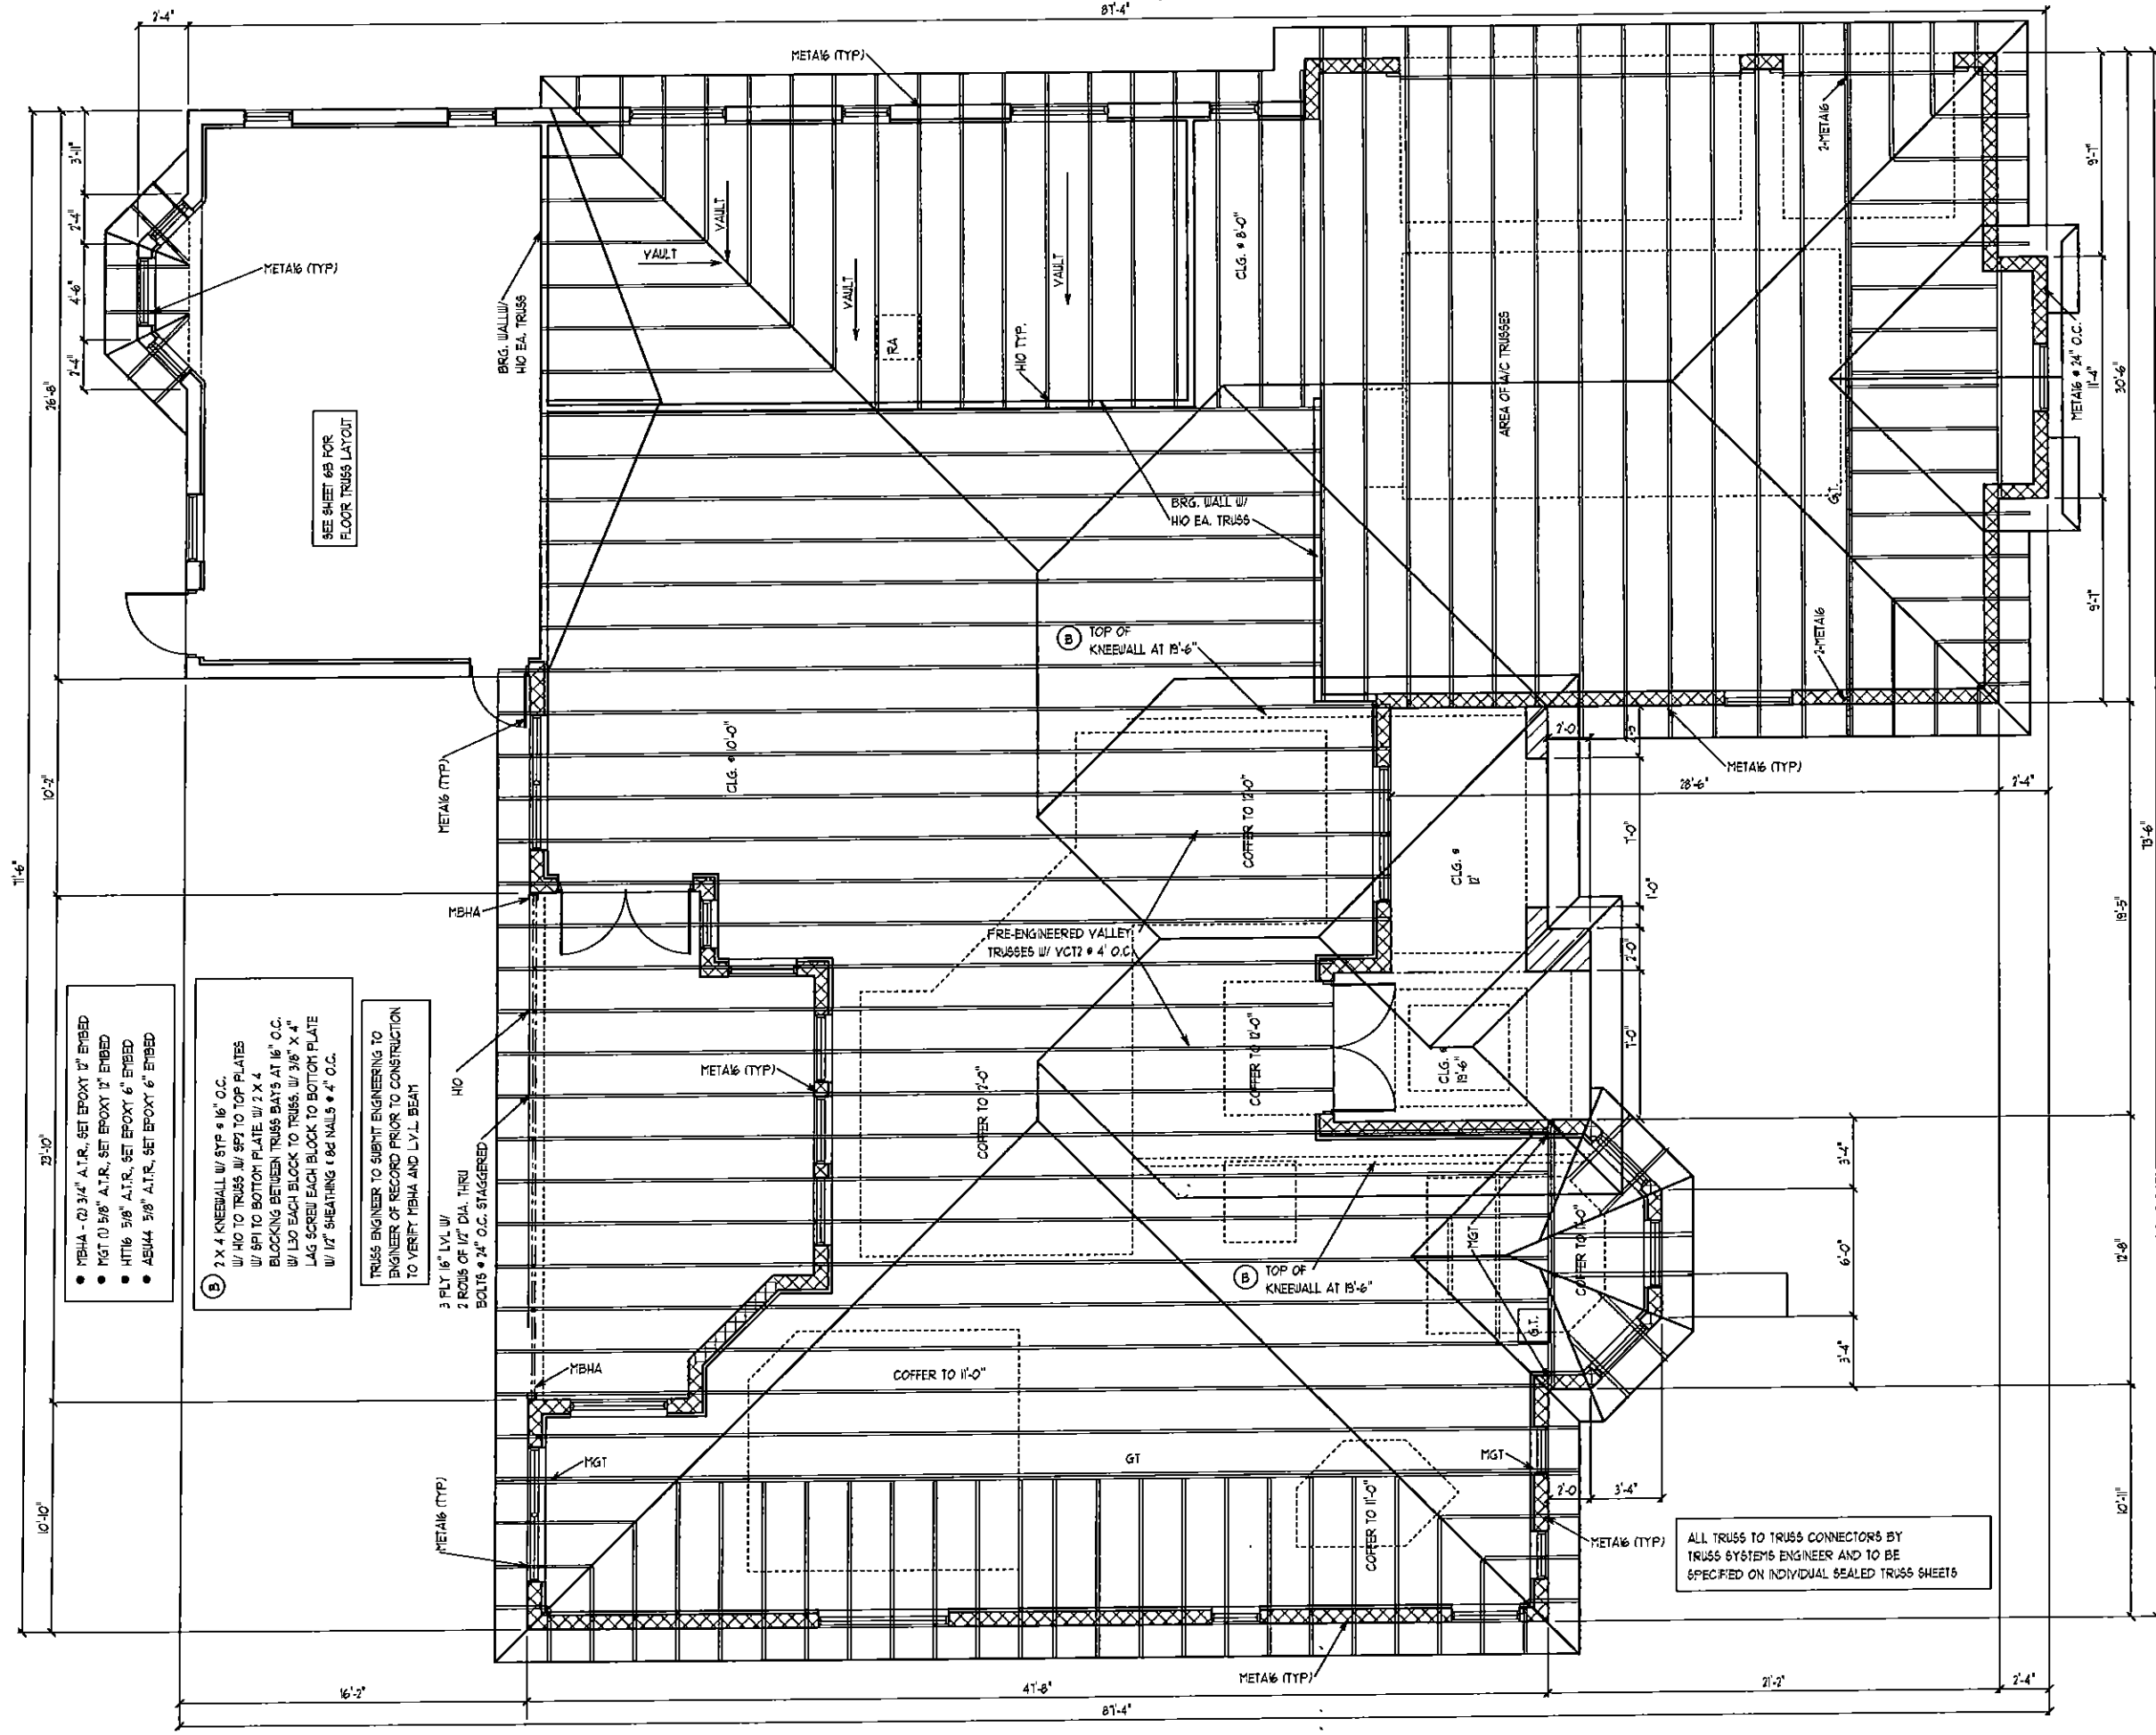 2'-4"
87'-4"
META16 (TYP)
2-META16
3'-11"
2'-4"
4'-6"
2'-4"
26'-8"
META16 (TYP)
BRG. WALL W/
H10 EA. TRUSS
VAULT
VAULT
VAULT
VAULT
RA
H10 TYP.
CLG. @ 8'-0"
AREA OF A/C TRUSSES
9'-7"
META16 @ 24" O.C.
11'-4"
30'-6"
9'-7"
SEE SHEET 6B FOR
FLOOR TRUSS LAYOUT
BRG. WALL W/
H10 EA. TRUSS
G.T.
2-META16
B
TOP OF
KNEEWALL AT 19'-6"
META16 (TYP)
CLG. @ 10'-0"
10'-2"
71'-6"
COFFER TO 12'-0"
CLG. @
12'
2'-0
META16 (TYP)
28'-6"
2'-4"
7'-0"
1'-0"
2'-0"
7'-0"
19'-5"
73'-6"
MBHA
PRE-ENGINEERED VALLEY
TRUSSES W/ VCT2 @ 4' O.C.
● MBHA - (2) 3/4" A.T.R., SET EPOXY 12" EMBED
● MGT (1) 5/8" A.T.R., SET EPOXY 12" EMBED
● HTT16 5/8" A.T.R., SET EPOXY 6" EMBED
● ABU44 5/8" A.T.R., SET EPOXY 6" EMBED
B
2 X 4 KNEEWALL W/ SYP @ 16" O.C.
W/ H10 TO TRUSS W/ SP2 TO TOP PLATES
W/ SP1 TO BOTTOM PLATE. W/ 2 X 4
BLOCKING BETWEEN TRUSS BAYS AT 16" O.C.
W/ L30 EACH BLOCK TO TRUSS. W/ 3/8" X 4"
LAG SCREW EACH BLOCK TO BOTTOM PLATE
W/ 1/2" SHEATHING & 8d NAILS @ 4" O.C.
TRUSS ENGINEER TO SUBMIT ENGINEERING TO
ENGINEER OF RECORD PRIOR TO CONSTRUCTION
TO VERIFY MBHA AND L.V.L. BEAM
H10
3 PLY 16" LVL W/
2 ROWS OF 1/2" DIA. THRU
BOLTS @ 24" O.C. STAGGERED
META16 (TYP)
COFFER TO 12'-0"
COFFER TO 12'-0"
CLG. @
19'-6"
23'-10"
B
TOP OF
KNEEWALL AT 19'-6"
MGT
COFFER TO 11'-0"
G.T.
3'-4"
6'-0"
3'-4"
12'-8"
MBHA
COFFER TO 11'-0"
MGT
GT
MGT
COFFER TO 11'-0"
META16 (TYP)
10'-10"
2'-0
3'-4"
10'-11"
META16 (TYP)
ALL TRUSS TO TRUSS CONNECTORS BY
TRUSS SYSTEMS ENGINEER AND TO BE
SPECIFIED ON INDIVIDUAL SEALED TRUSS SHEETS
META16 (TYP)
16'-2"
47'-8"
21'-2"
2'-4"
87'-4"